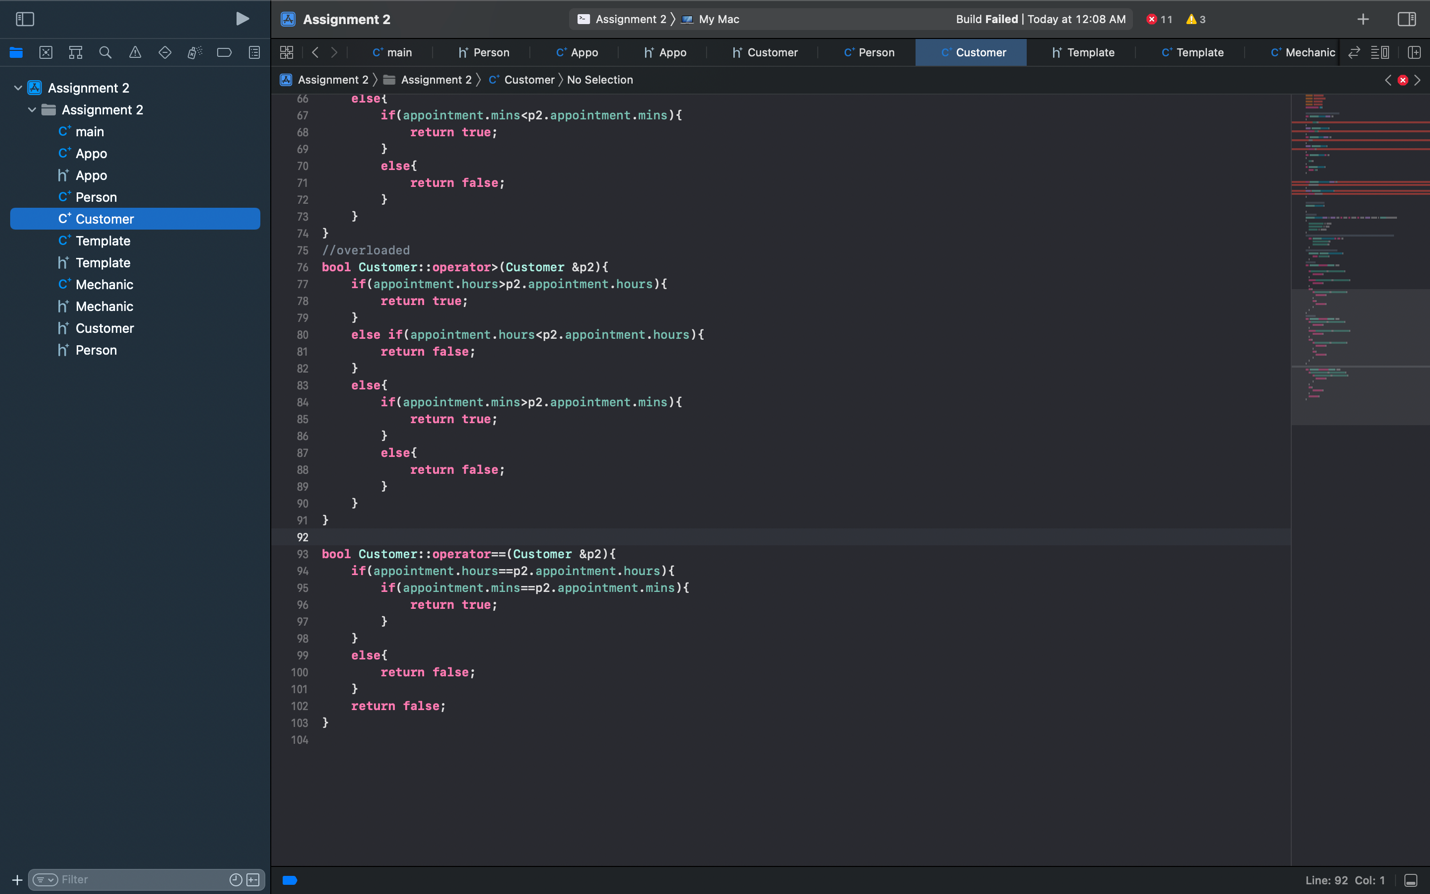 Assignment 2
Assignment 2 〉 My Mac
Build Failed | Today at 12:08 AM
11
3
main
Person
Appo
Appo
Customer
Person
Customer
Template
Template
Mechanic
Assignment 2 〉 Assignment 2 〉 C+ Customer 〉 No Selection
Assignment 2
Assignment 2
C+ main
C+ Appo
h+ Appo
C+ Person
C+ Customer
C+ Template
h+ Template
C+ Mechanic
h+ Mechanic
h+ Customer
h+ Person
66 else{
67 if(appointment.mins<p2.appointment.mins){
68 return true;
69 }
70 else{
71 return false;
72 }
73 }
74 }
75 //overloaded
76 bool Customer::operator>(Customer &p2){
77 if(appointment.hours>p2.appointment.hours){
78 return true;
79 }
80 else if(appointment.hours<p2.appointment.hours){
81 return false;
82 }
83 else{
84 if(appointment.mins>p2.appointment.mins){
85 return true;
86 }
87 else{
88 return false;
89 }
90 }
91 }
92
93 bool Customer::operator==(Customer &p2){
94 if(appointment.hours==p2.appointment.hours){
95 if(appointment.mins==p2.appointment.mins){
96 return true;
97 }
98 }
99 else{
100 return false;
101 }
102 return false;
103 }
104
Filter
Line: 92 Col: 1